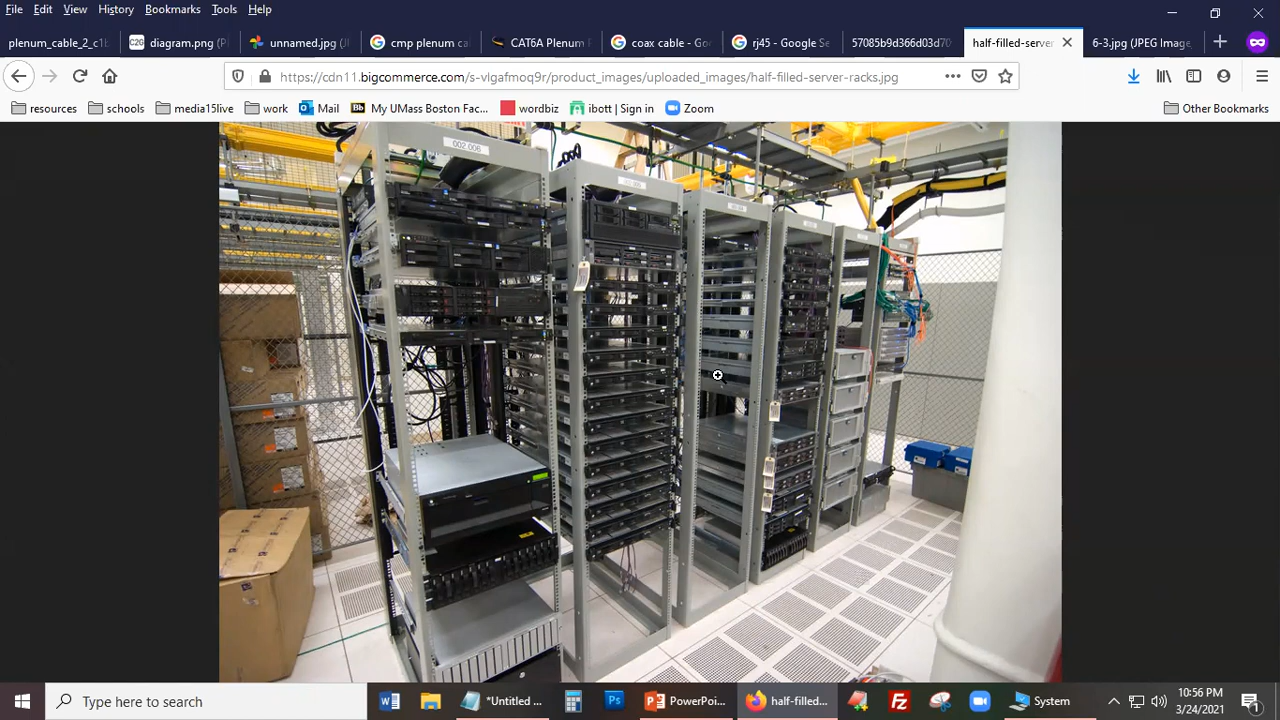 File Edit View History Bookmarks Tools Help
plenum_cable_2_c1b diagram.png (P unnamed.jpg (J cmp plenum ca CAT6A Plenum F coax cable - Go rj45 - Google Se 57085b9d366d03d70 half-filled-server- 6-3.jpg (JPEG Image,
https://cdn11.bigcommerce.com/s-vlgafmoq9r/product_images/uploaded_images/half-filled-server-racks.jpg
resources schools media15live work Mail My UMass Boston Fac... wordbiz ibott | Sign in Zoom Other Bookmarks
002.006
Type here to search *Untitled ... PowerPoi... half-filled... System 10:56 PM
3/24/2021